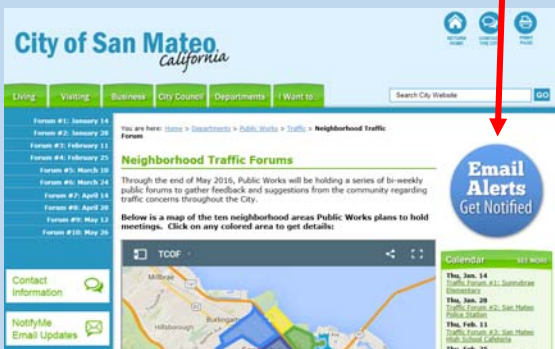 City of San Mateo
California
RETURN HOME
CONTACT THE CITY
PRINT PAGE
Living
Visiting
Business
City Council
Departments
I Want to...
Search City Website
GO
Forum #1: January 14
Forum #2: January 28
Forum #3: February 11
Forum #4: February 25
Forum #5: March 10
Forum #6: March 24
Forum #7: April 14
Forum #8: April 28
Forum #9: May 12
Forum #10: May 26
Contact
Information
NotifyMe
Email Updates
You are here: Home > Departments > Public Works > Traffic > Neighborhood Traffic
Forum
Neighborhood Traffic Forums
Through the end of May 2016, Public Works will be holding a series of bi-weekly
public forums to gather feedback and suggestions from the community regarding
traffic concerns throughout the City.
Below is a map of the ten neighborhood areas Public Works plans to hold
meetings. Click on any colored area to get details:
TCOF
Millbrae
Burlingame
Hillsborough
Email
Alerts
Get Notified
Calendar
SEE MORE
Thu, Jan. 14
Traffic Forum #1: Sunnybrae
Elementary
Thu, Jan. 28
Traffic Forum #2: San Mateo
Police Station
Thu, Feb. 11
Traffic Forum #3: San Mateo
High School Cafeteria
Thu, Feb. 25